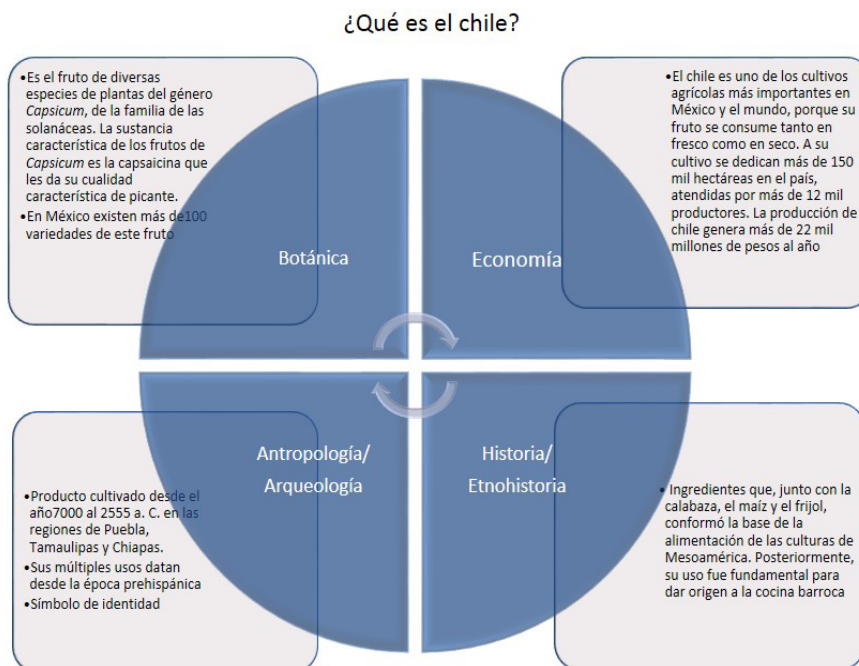 ¿Qué es el chile?
•Es el fruto de diversas
especies de plantas del género
Capsicum, de la familia de las
solanáceas. La sustancia
característica de los frutos de
Capsicum es la capsaicina que
les da su cualidad
característica de picante.
•En México existen más de100
variedades de este fruto
Botánica
•El chile es uno de los cultivos
agrícolas más importantes en
México y el mundo, porque su
fruto se consume tanto en
fresco como en seco. A su
cultivo se dedican más de 150
mil hectáreas en el país,
atendidas por más de 12 mil
productores. La producción de
chile genera más de 22 mil
millones de pesos al año
Economía
Antropología/
Arqueología
•Producto cultivado desde el
año7000 al 2555 a. C. en las
regiones de Puebla,
Tamaulipas y Chiapas.
•Sus múltiples usos datan
desde la época prehispánica
•Símbolo de identidad
Historia/
Etnohistoria
• Ingredientes que, junto con la
calabaza, el maíz y el frijol,
conformó la base de la
alimentación de las culturas de
Mesoamérica. Posteriormente,
su uso fue fundamental para
dar origen a la cocina barroca